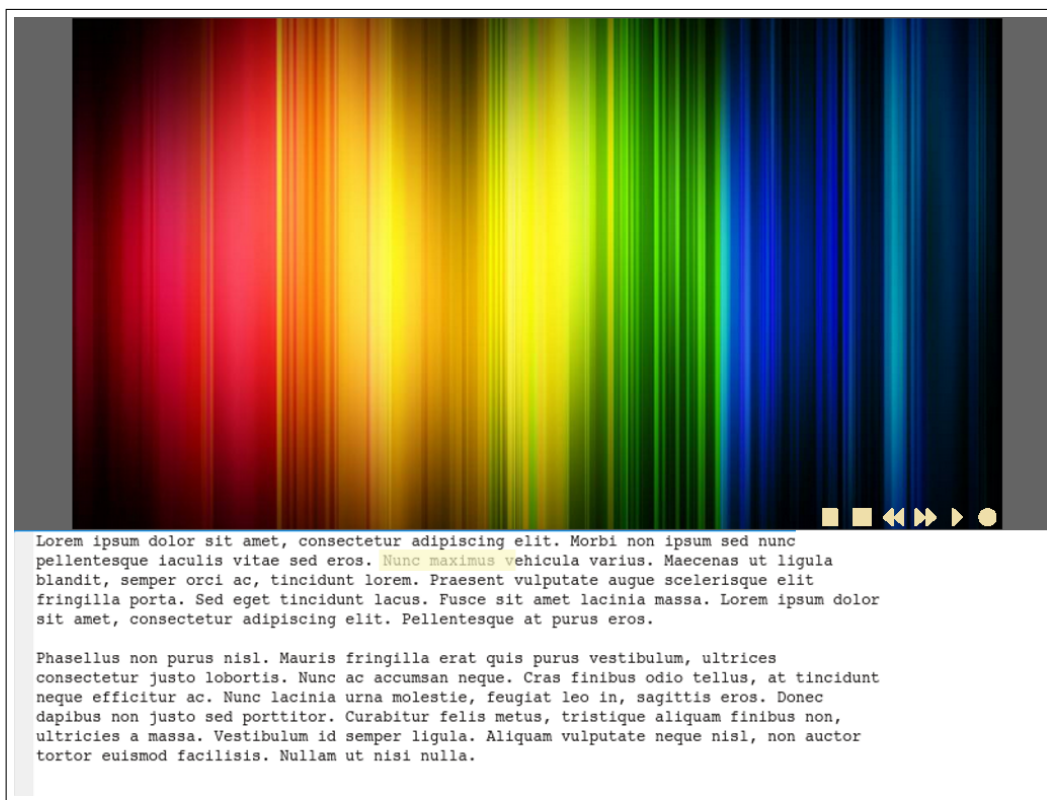 Lorem ipsum dolor sit amet, consectetur adipiscing elit. Morbi non ipsum sed nunc
pellentesque iaculis vitae sed eros. Nunc maximus vehicula varius. Maecenas ut ligula
blandit, semper orci ac, tincidunt lorem. Praesent vulputate augue scelerisque elit
fringilla porta. Sed eget tincidunt lacus. Fusce sit amet lacinia massa. Lorem ipsum dolor
sit amet, consectetur adipiscing elit. Pellentesque at purus eros.
Phasellus non purus nisl. Mauris fringilla erat quis purus vestibulum, ultrices
consectetur justo lobortis. Nunc ac accumsan neque. Cras finibus odio tellus, at tincidunt
neque efficitur ac. Nunc lacinia urna molestie, feugiat leo in, sagittis eros. Donec
dapibus non justo sed porttitor. Curabitur felis metus, tristique aliquam finibus non,
ultricies a massa. Vestibulum id semper ligula. Aliquam vulputate neque nisl, non auctor
tortor euismod facilisis. Nullam ut nisi nulla.